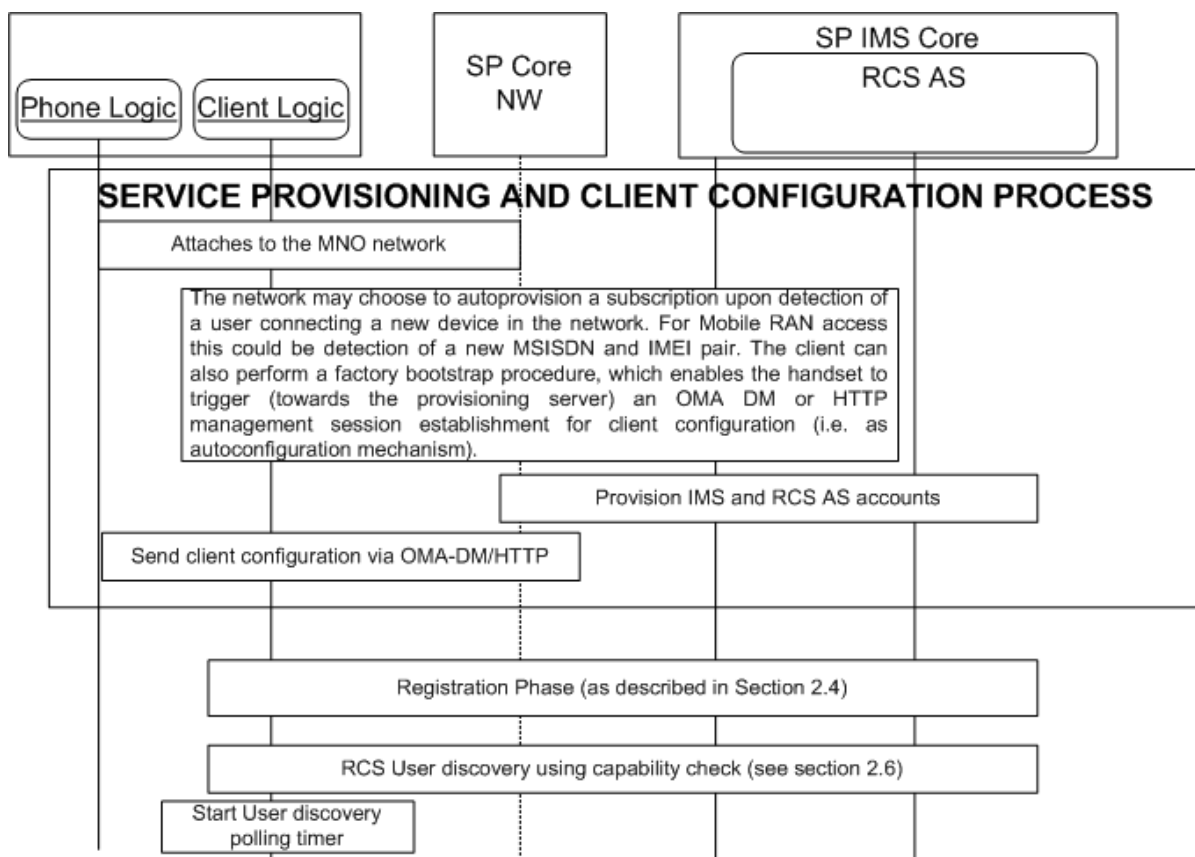 SP IMS Core
SP Core
NW
RCS AS
Phone Logic
Client Logic
SERVICE PROVISIONING AND CLIENT CONFIGURATION PROCESS
Attaches to the MNO network
The network may choose to autoprovision a subscription upon detection of
a user connecting a new device in the network. For Mobile RAN access
this could be detection of a new MSISDN and IMEI pair. The client can
also perform a factory bootstrap procedure, which enables the handset to
trigger (towards the provisioning server) an OMA DM or HTTP
management session establishment for client configuration (i.e. as
autoconfiguration mechanism).
Provision IMS and RCS AS accounts
Send client configuration via OMA-DM/HTTP
Registration Phase (as described in Section 2.4)
RCS User discovery using capability check (see section 2.6)
Start User discovery
polling timer